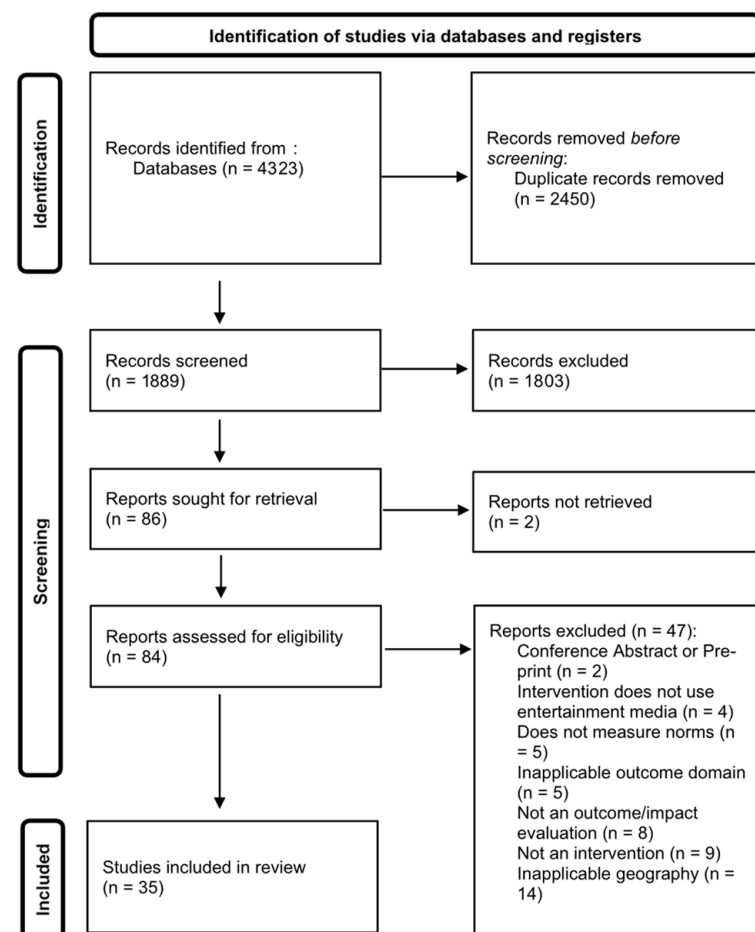 Identification of studies via databases and registers
Identification
Records identified from :
Databases (n = 4323)
Records removed before
screening:
Duplicate records removed
(n = 2450)
Screening
Records screened
(n = 1889)
Records excluded
(n = 1803)
Reports sought for retrieval
(n = 86)
Reports not retrieved
(n = 2)
Reports assessed for eligibility
(n = 84)
Reports excluded (n = 47):
Conference Abstract or Pre-
print (n = 2)
Intervention does not use
entertainment media (n = 4)
Does not measure norms (n
= 5)
Inapplicable outcome domain
(n = 5)
Not an outcome/impact
evaluation (n = 8)
Not an intervention (n = 9)
Inapplicable geography (n =
14)
Included
Studies included in review
(n = 35)